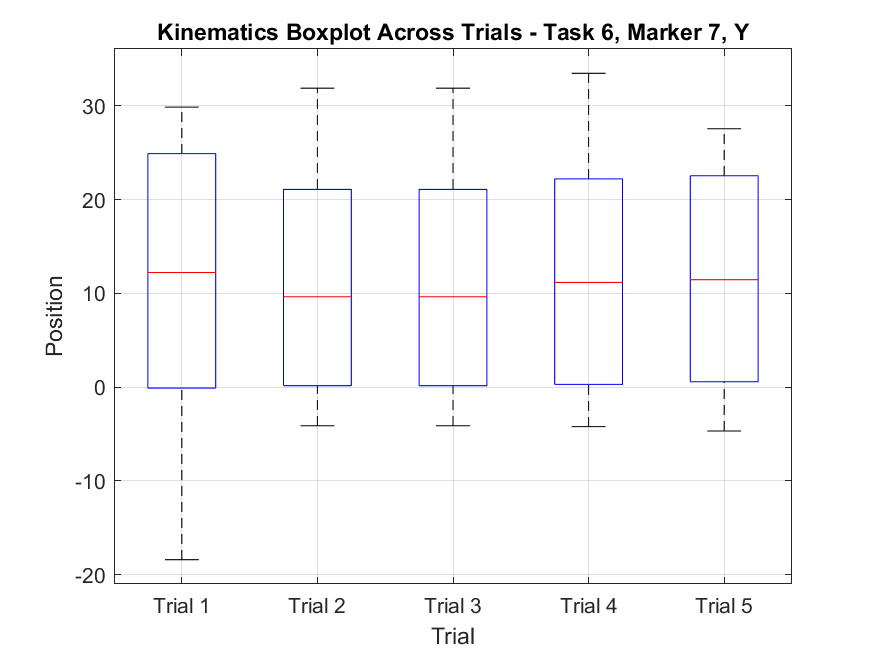 Kinematics Boxplot Across Trials - Task 6, Marker 7, Y
30
20
10
0
-10
-20
Position
Trial 1 Trial 2 Trial 3 Trial 4 Trial 5
Trial